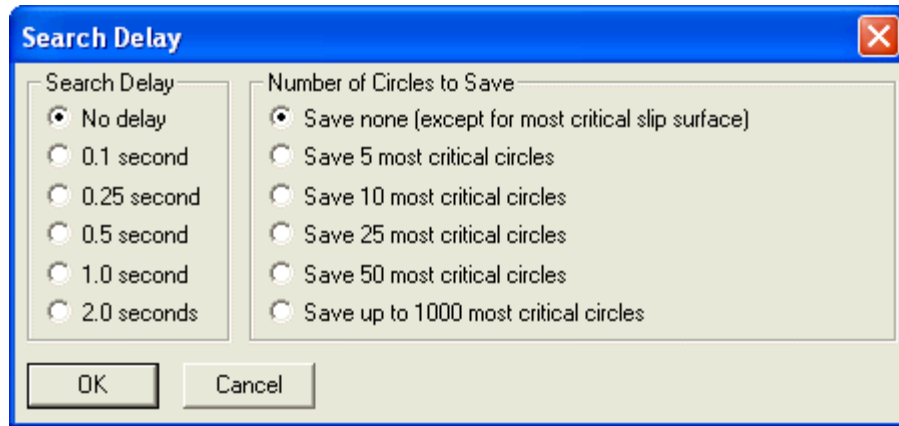 Search Delay
Search Delay
No delay
0.1 second
0.25 second
0.5 second
1.0 second
2.0 seconds
Number of Circles to Save
Save none (except for most critical slip surface)
Save 5 most critical circles
Save 10 most critical circles
Save 25 most critical circles
Save 50 most critical circles
Save up to 1000 most critical circles
OK
Cancel